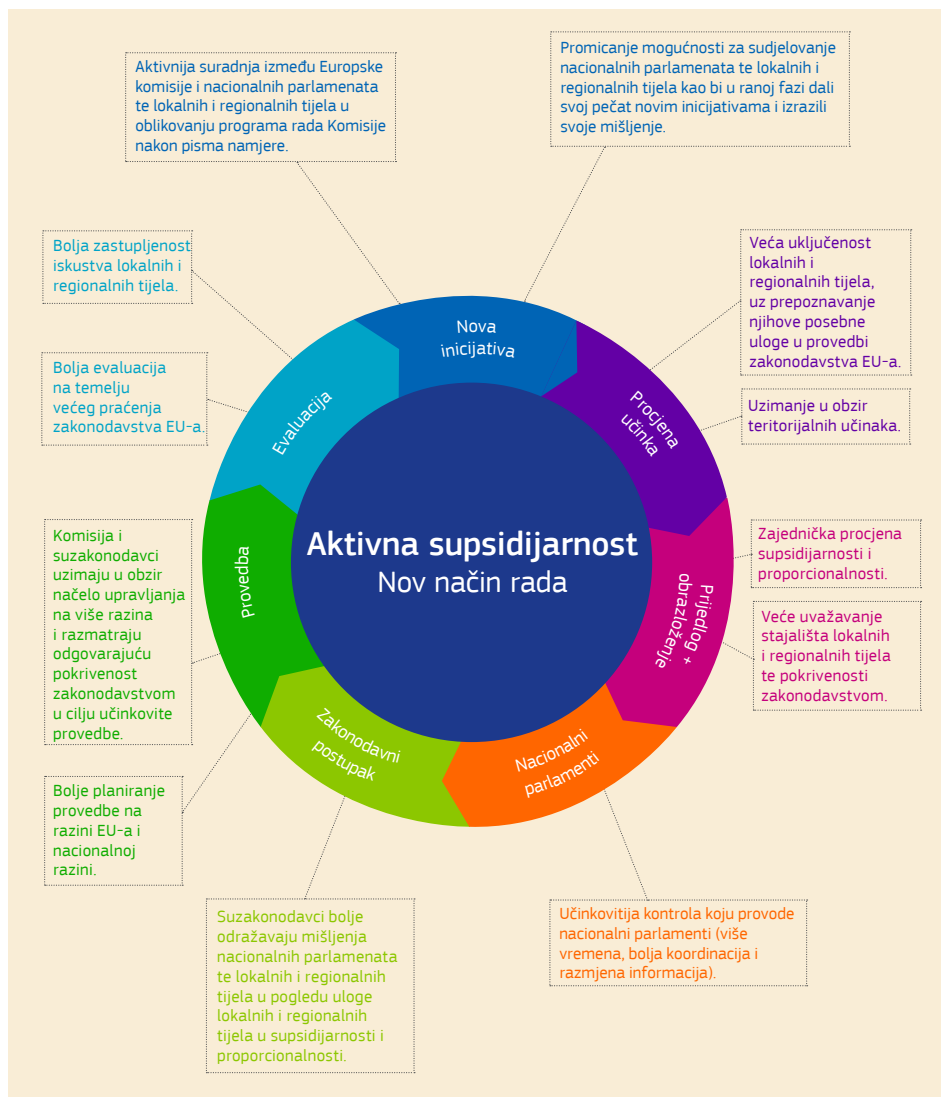 Aktivnija suradnja između Europske
komisije i nacionalnih parlamenata
te lokalnih i regionalnih tijela u
oblikovanju programa rada Komisije
nakon pisma namjere.
Promicanje mogućnosti za sudjelovanje
nacionalnih parlamenata te lokalnih i
regionalnih tijela kao bi u ranoj fazi dali
svoj pečat novim inicijativama i izrazili
svoje mišljenje.
Bolja zastupljenost
iskustva lokalnih i
regionalnih tijela.
Veća uključenost
lokalnih i
regionalnih tijela,
uz prepoznavanje
njihove posebne
uloge u provedbi
zakonodavstva EU-a.
Bolja evaluacija
na temelju
većeg praćenja
zakonodavstva EU-a.
Uzimanje u obzir
teritorijalnih učinaka.
Nova
inicijativa
Procjena
učinka
Evaluacija
Aktivna supsidijarnost
Nov način rada
Provedba
Prijedlog +
obrazloženje
Zakonodavni
postupak
Nacionalni
parlamenti
Komisija i
suzakonodavci
uzimaju u obzir
načelo upravljanja
na više razina
i razmatraju
odgovarajuću
pokrivenost
zakonodavstvom
u cilju učinkovite
provedbe.
Zajednička procjena
supsidijarnosti i
proporcionalnosti.
Veće uvažavanje
stajališta lokalnih
i regionalnih tijela
te pokrivenosti
zakonodavstvom.
Bolje planiranje
provedbe na
razini EU-a i
nacionalnoj
razini.
Suzakonodavci bolje
odražavaju mišljenja
nacionalnih parlamenata
te lokalnih i regionalnih
tijela u pogledu uloge
lokalnih i regionalnih
tijela u supsidijarnosti i
proporcionalnosti.
Učinkovitija kontrola koju provode
nacionalni parlamenti (više
vremena, bolja koordinacija i
razmjena informacija).